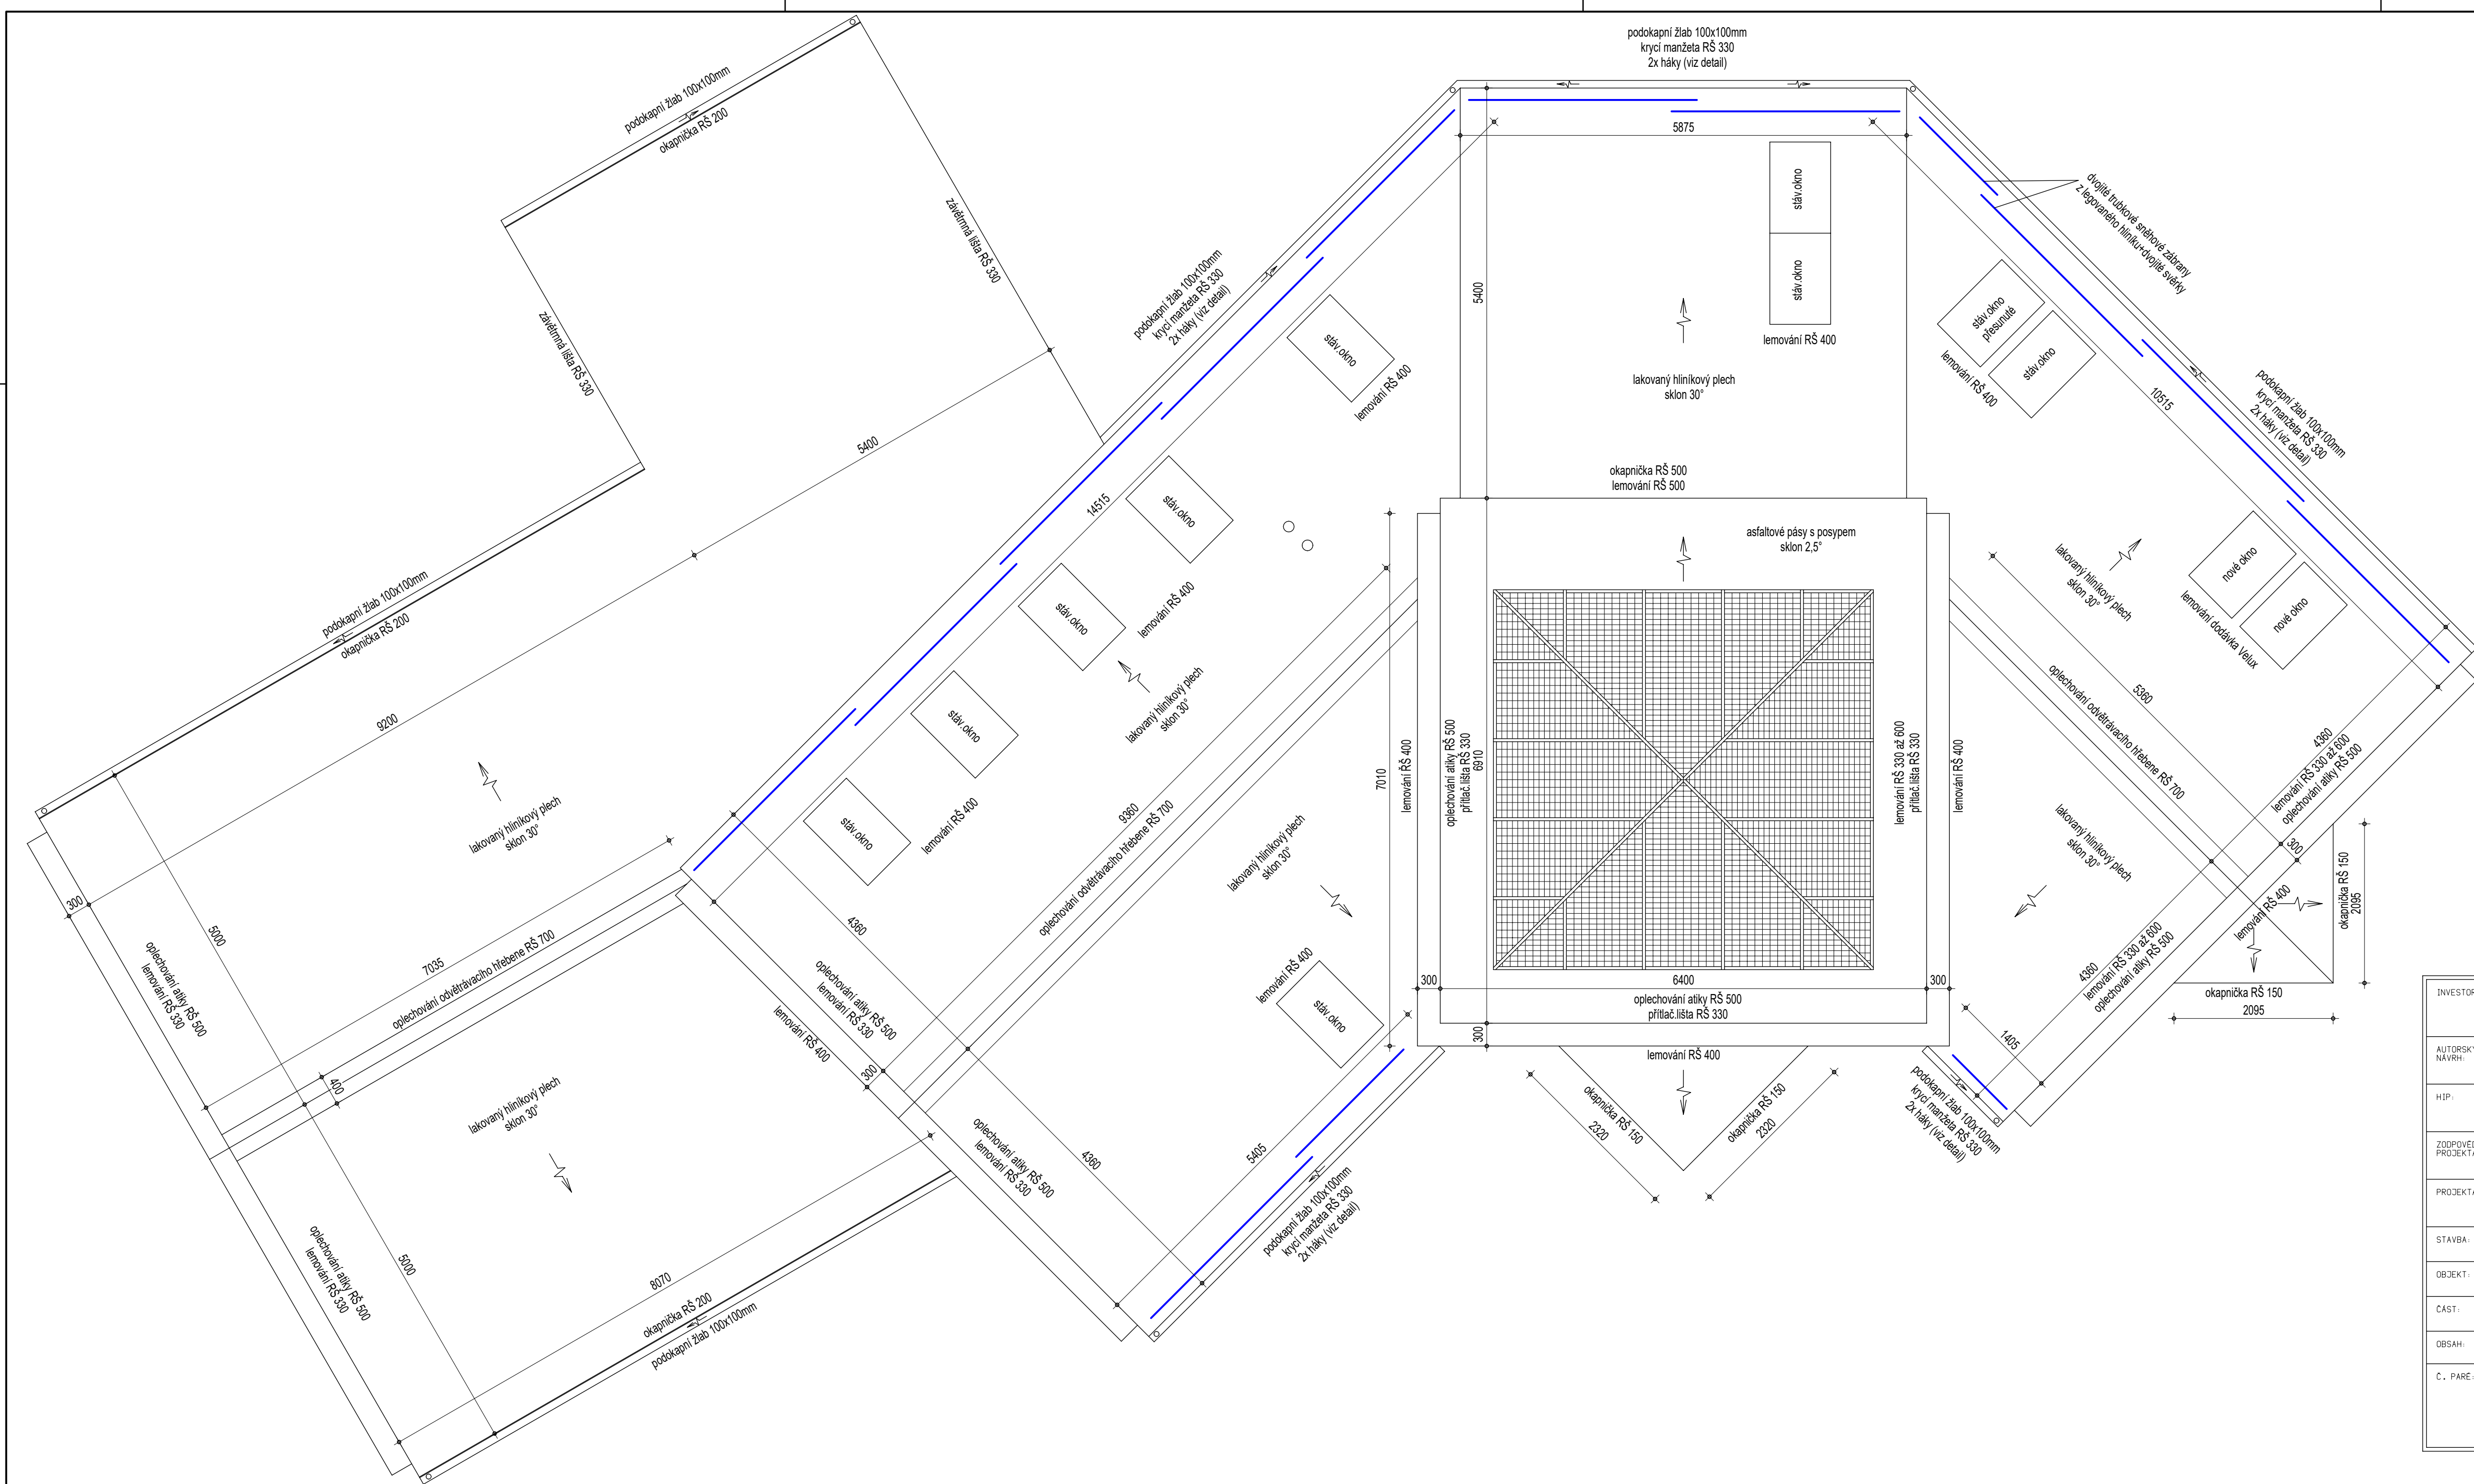 podokapní žlab 100x100mm
krycí manžeta RŠ 330
2x háky (viz detail)
podokapní žlab 100x100mm
okapnička RŠ 200
závětrná lišta RŠ 330
závětrná lišta RŠ 330
5400
podokapní žlab 100x100mm
okapnička RŠ 200
9200
lakovaný hliníkový plech
sklon 30°
300
5000
oplechování atiky RŠ 500
lemování RŠ 330
7035
oplechování odvětrávacího hřebene RŠ 700
400
lakovaný hliníkový plech
sklon 30°
oplechování atiky RŠ 500
lemování RŠ 330
5000
8070
okapnička RŠ 200
podokapní žlab 100x100mm
podokapní žlab 100x100mm
krycí manžeta RŠ 330
2x háky (viz detail)
14515
stáv.okno
lemování RŠ 400
stáv.okno
stáv.okno
lemování RŠ 400
stáv.okno
stáv.okno
lemování RŠ 400
lakovaný hliníkový plech
sklon 30°
9360
oplechování odvětrávacího hřebene RŠ 700
4360
oplechování atiky RŠ 500
lemování RŠ 330
lemování RŠ 400
300
lakovaný hliníkový plech
sklon 30°
oplechování atiky RŠ 500
lemování RŠ 330
4360
lemování RŠ 400
stáv.okno
5405
podokapní žlab 100x100mm
krycí manžeta RŠ 330
2x háky (viz detail)
5875
5400
stáv.okno
stáv.okno
lemování RŠ 400
lakovaný hliníkový plech
sklon 30°
okapnička RŠ 500
lemování RŠ 500
asfaltové pásy s posypem
sklon 2,5°
7010
lemování RŠ 400
oplechování atiky RŠ 500
přítlač.lišta RŠ 330
6910
lemování RŠ 330 až 600
přítlač.lišta RŠ 330
lemování RŠ 400
300
6400
300
oplechování atiky RŠ 500
přítlač.lišta RŠ 330
300
lemování RŠ 400
okapnička RŠ 150
2320
okapnička RŠ 150
2320
dvojité trubkové sněhové zábrany
z legovaného hliníku+dvojité svěrky
stáv.okno
přesunuté
stáv.okno
lemování RŠ 400
10515
podokapní žlab 100x100mm
krycí manžeta RŠ 330
2x háky (viz detail)
lakovaný hliníkový plech
sklon 30°
nové okno
nové okno
lemování dodávka Velux
5360
oplechování odvětrávacího hřebene RŠ 700
4360
lemování RŠ 330 až 600
oplechování atiky RŠ 500
lakovaný hliníkový plech
sklon 30°
300
lemování RŠ 400
okapnička RŠ 150
2095
okapnička RŠ 150
2095
4360
lemování RŠ 330 až 600
oplechování atiky RŠ 500
1405
podokapní žlab 100x100mm
krycí manžeta RŠ 330
2x háky (viz detail)
INVESTOR
AUTORSKÝ
NÁVRH:
HIP:
ZODPOVĚD
PROJEKTA
PROJEKTA
STAVBA:
OBJEKT:
ČÁST:
OBSAH:
Č. PARÉ: